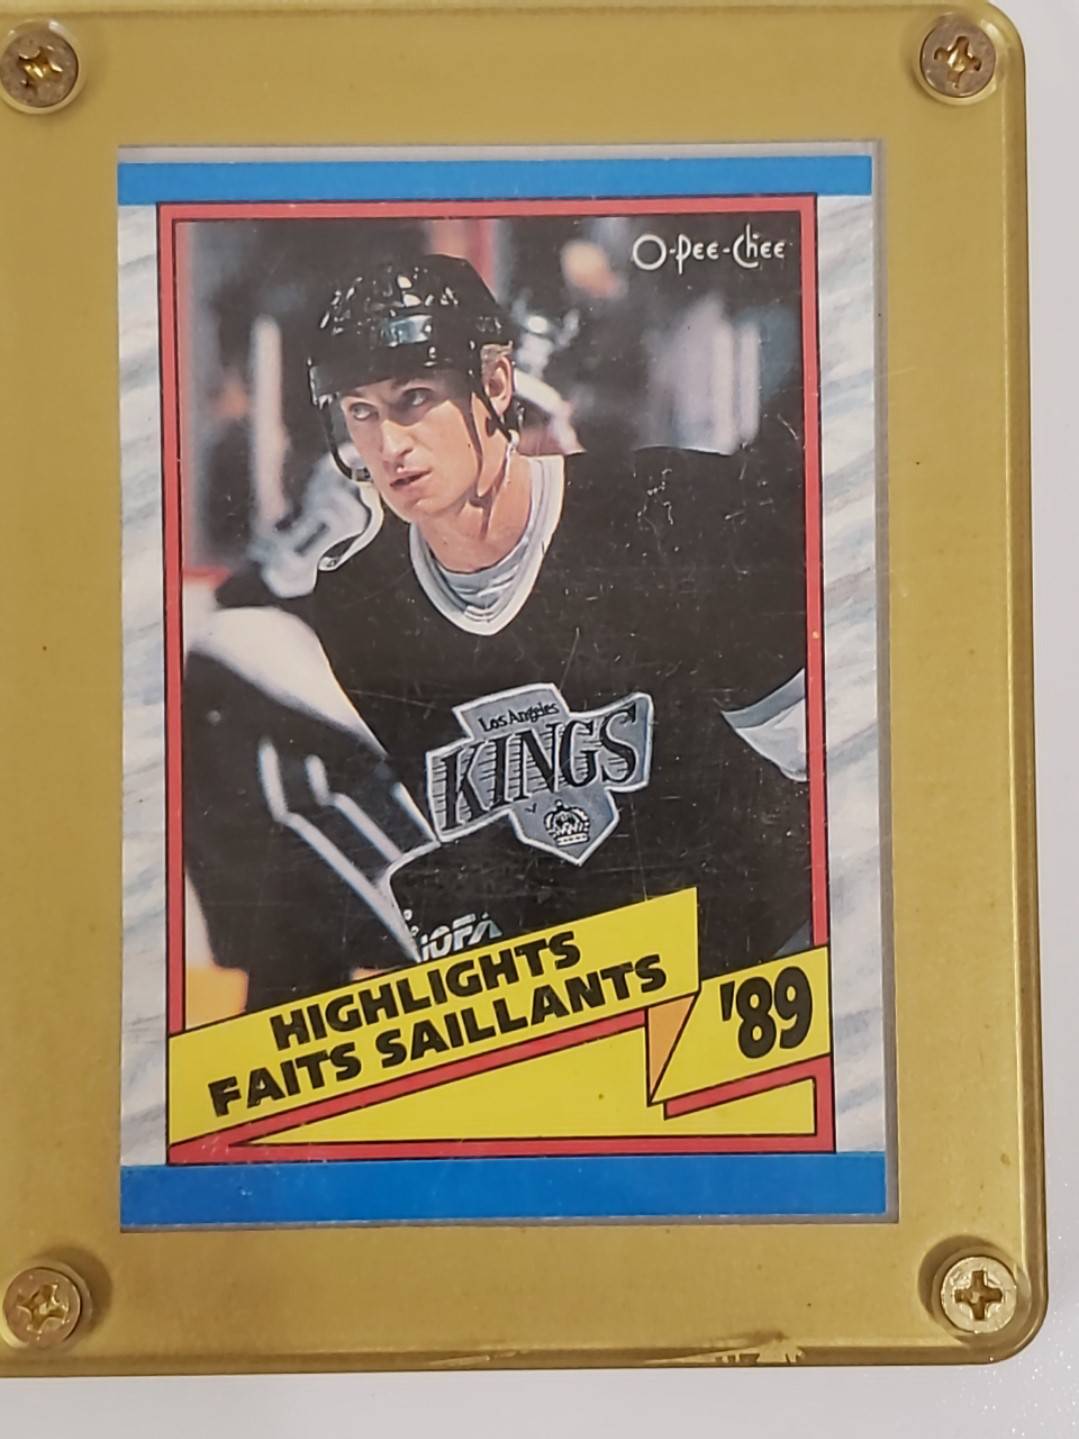 O-Pee-Chee
Los Angeles
KINGS
HIGHLIGHTS
FAITS SAILLANTS
'89